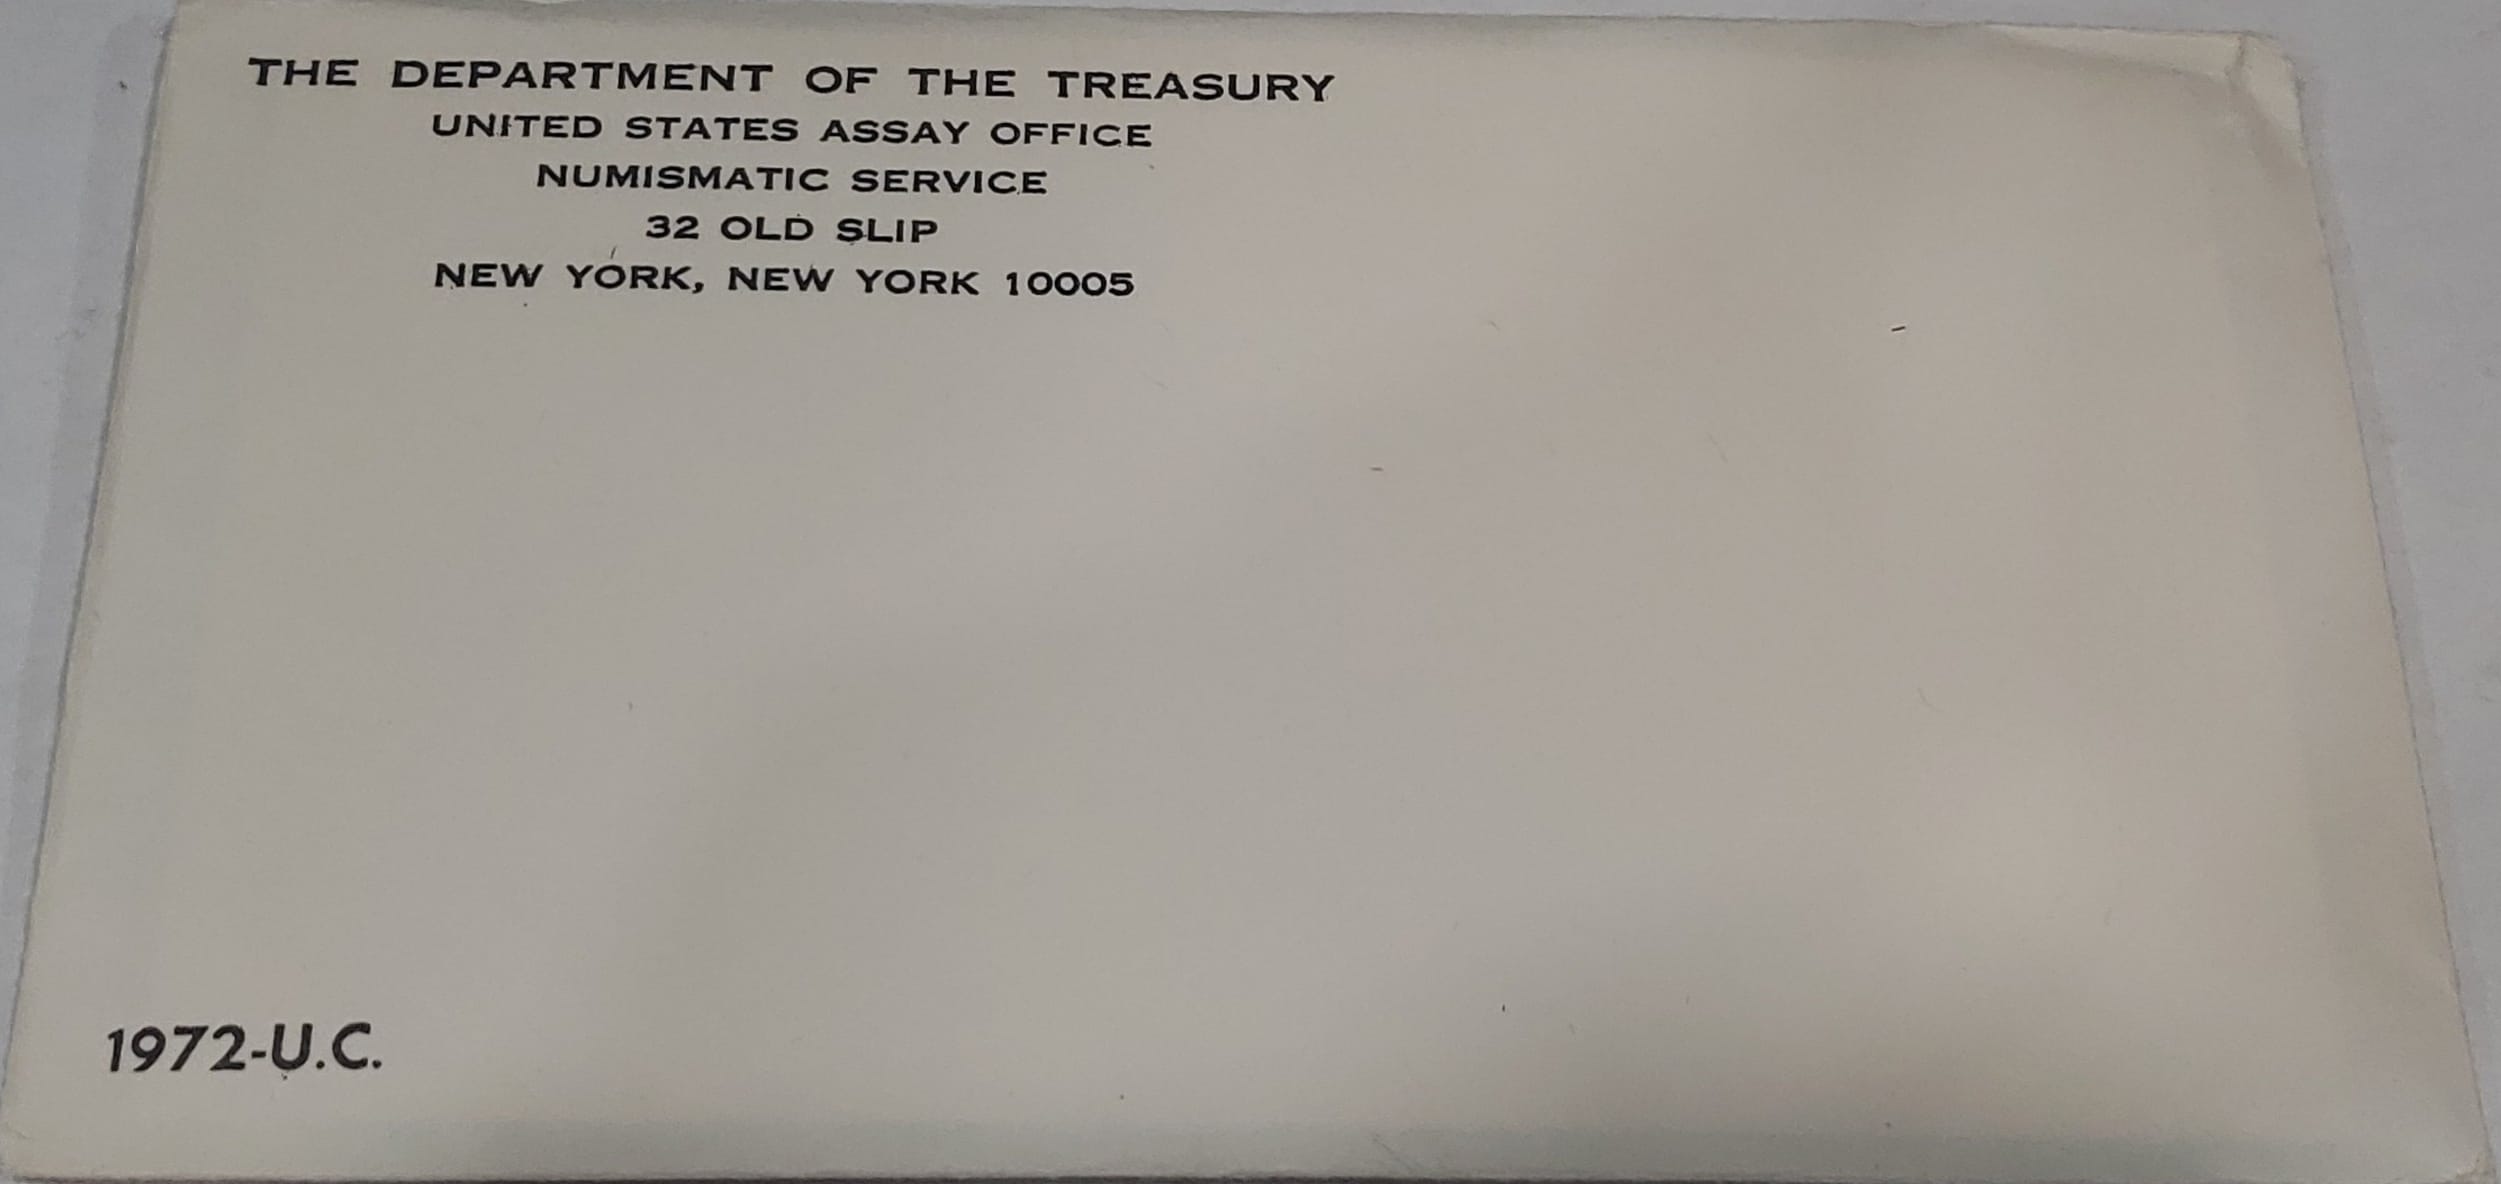 THE DEPARTMENT OF THE TREASURY
UNITED STATES ASSAY OFFICE
NUMISMATIC SERVICE
32 OLD SLIP
NEW YORK, NEW YORK 10005
1972-U.C.